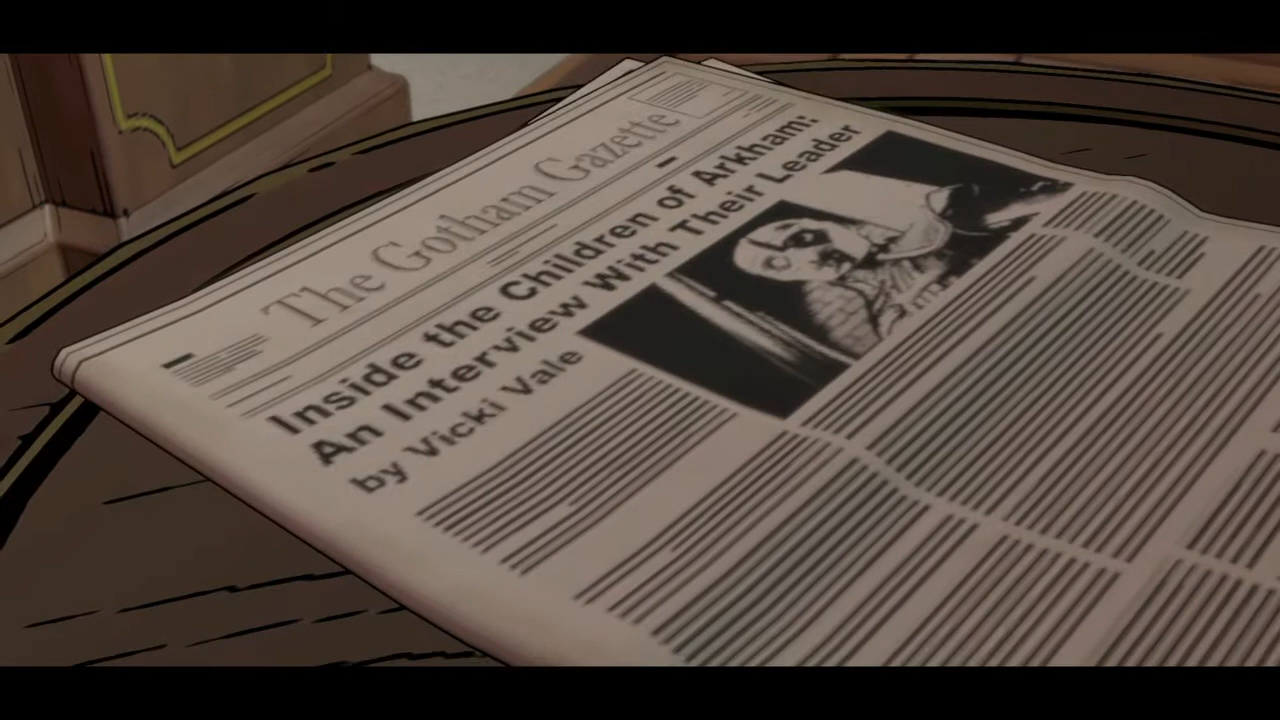 The Gotham Gazette
Inside the Children of Arkham:
An Interview With Their Leader
by Vicki Vale